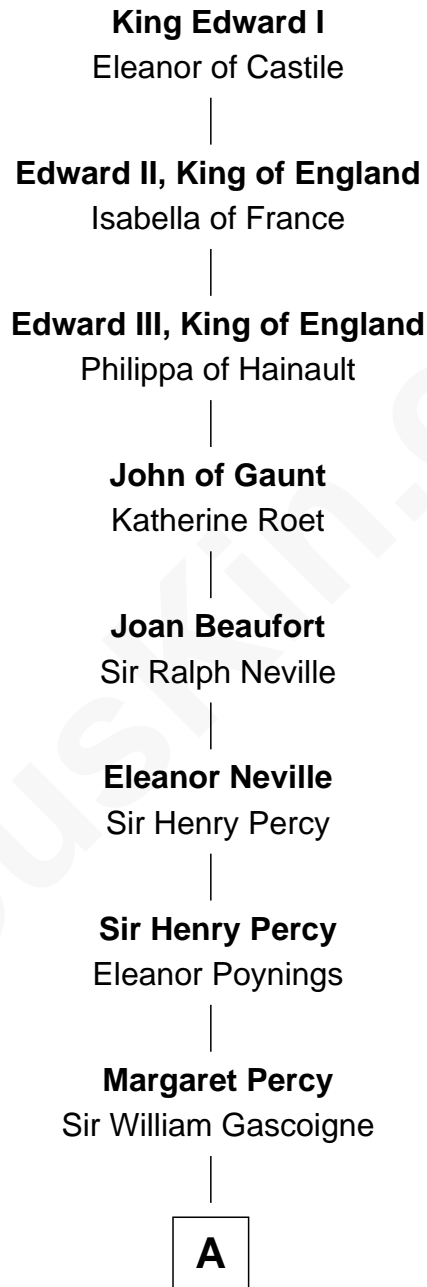 King Edward I
Eleanor of Castile
Edward II, King of England
Isabella of France
Edward III, King of England
Philippa of Hainault
John of Gaunt
Katherine Roet
Joan Beaufort
Sir Ralph Neville
Eleanor Neville
Sir Henry Percy
Sir Henry Percy
Eleanor Poynings
Margaret Percy
Sir William Gascoigne
A